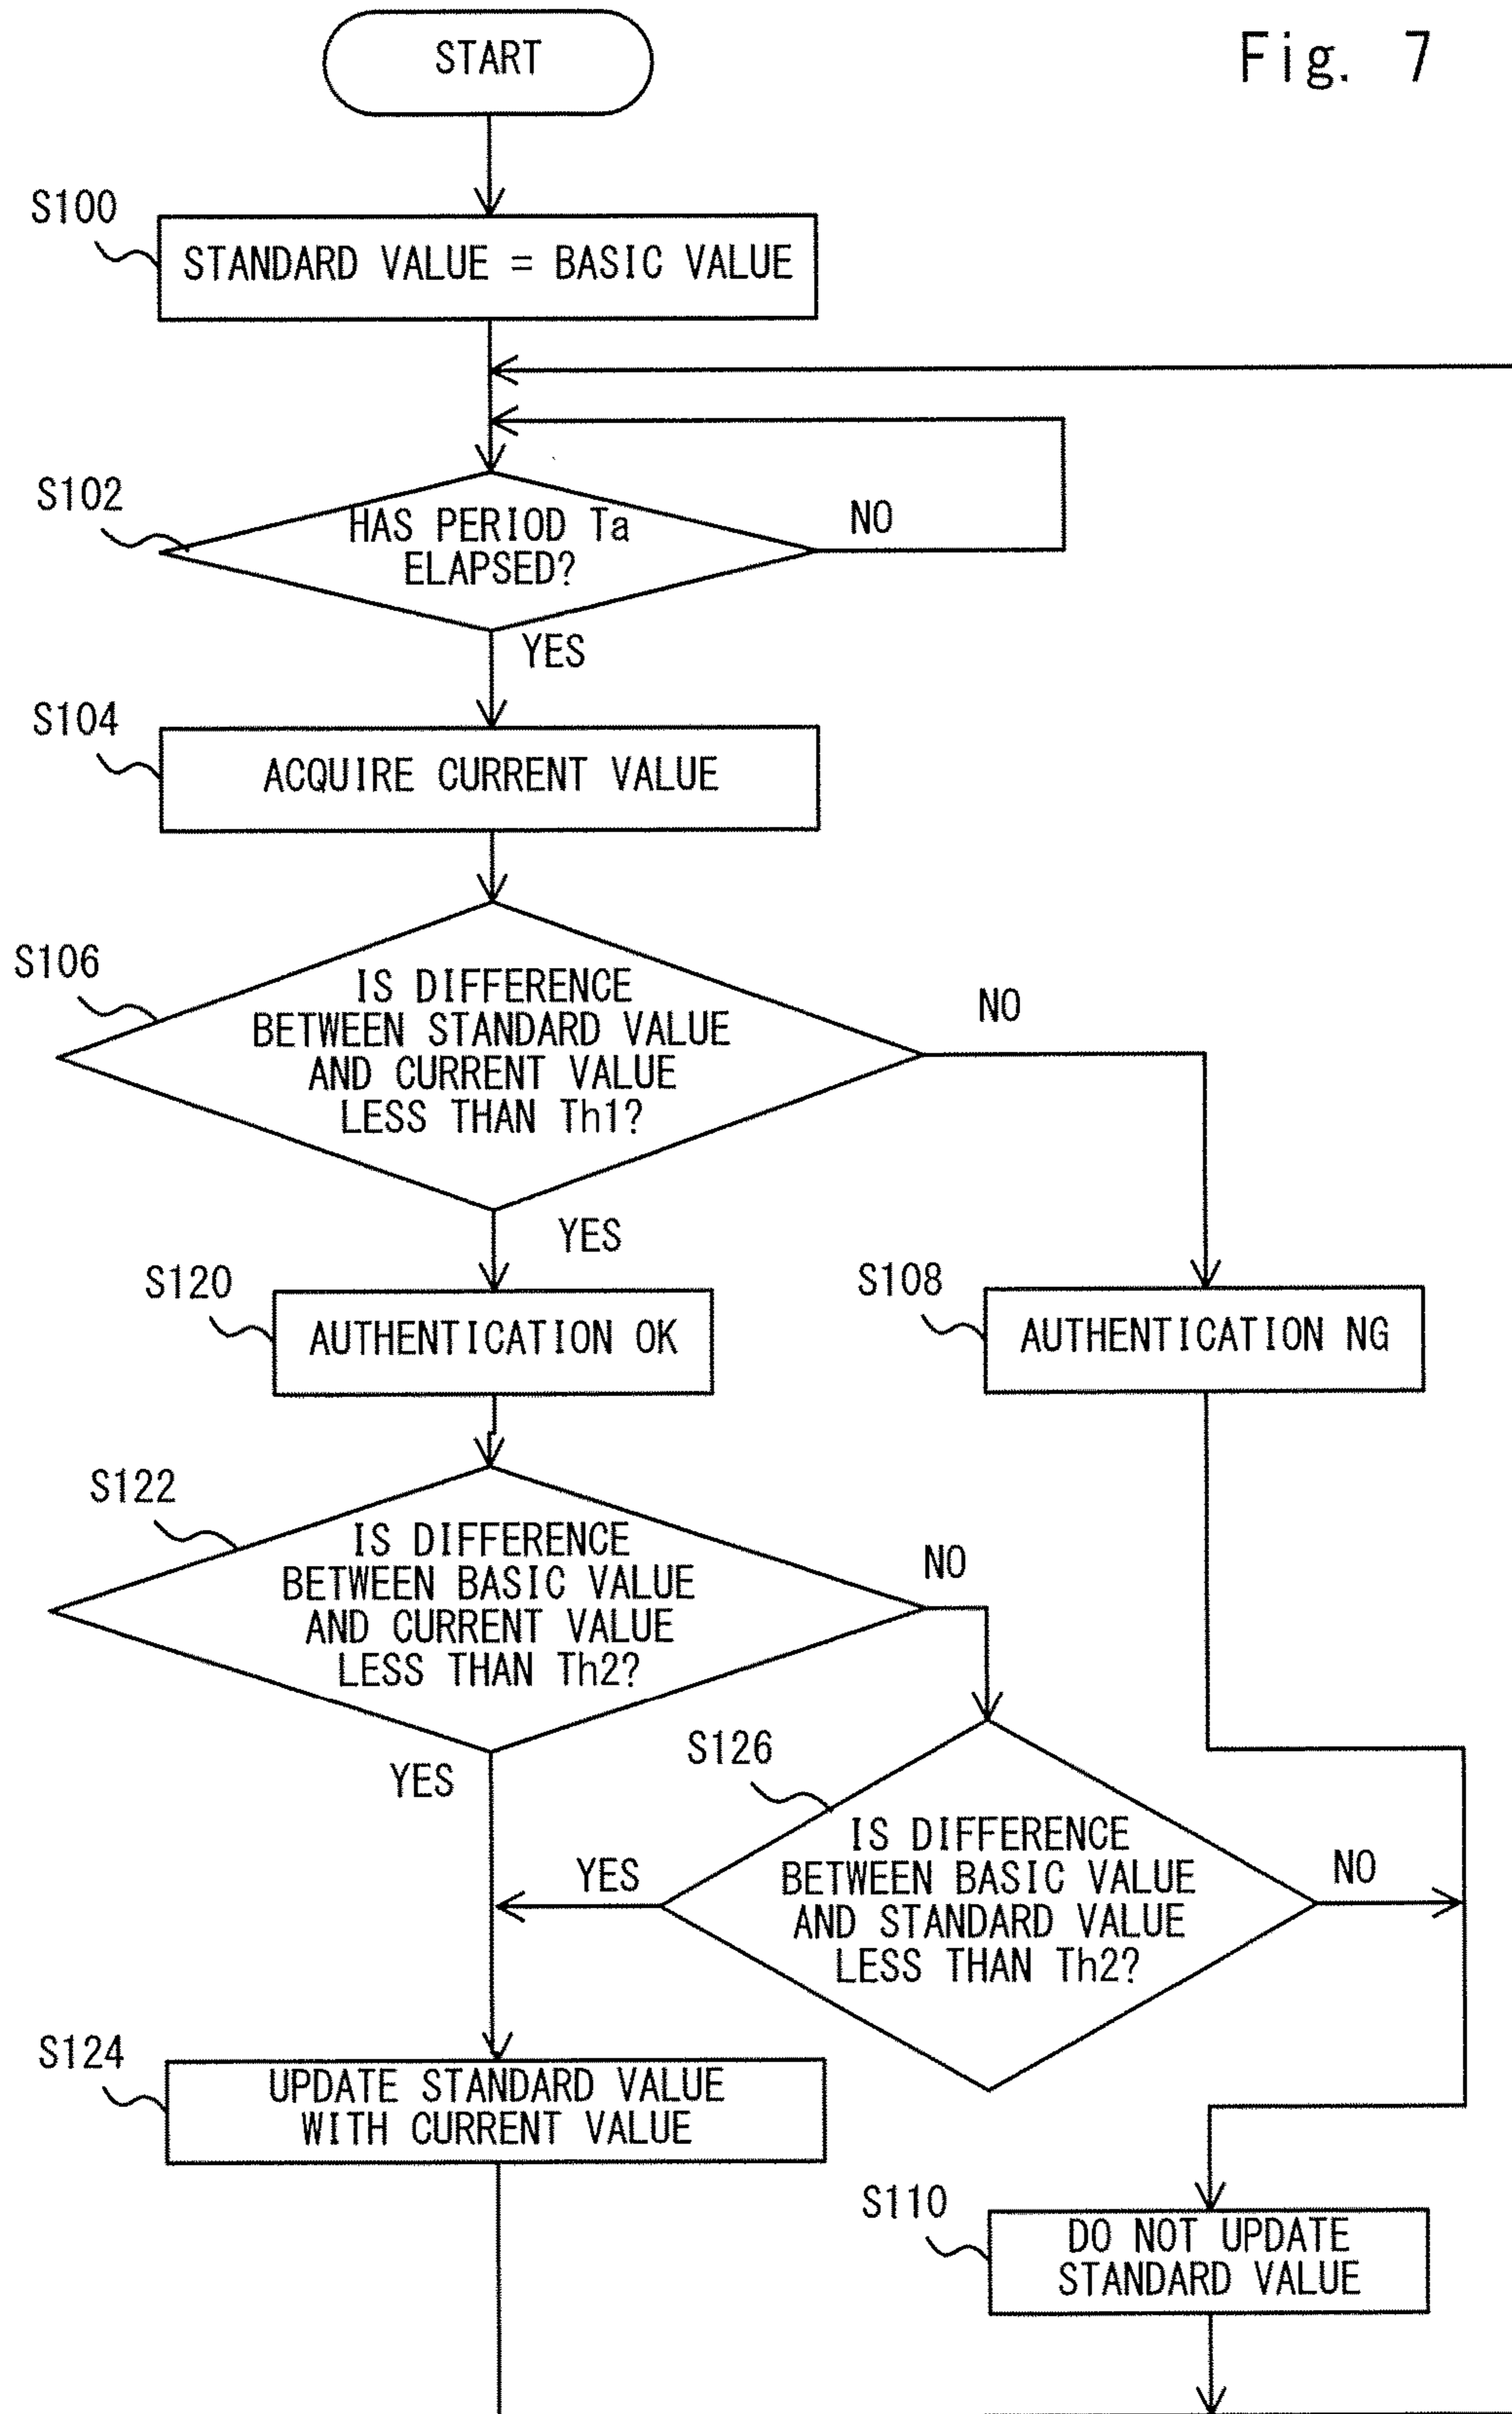 Fig. 7
START
S100
STANDARD VALUE = BASIC VALUE
S102
HAS PERIOD Ta
ELAPSED?
NO
YES
S104
ACQUIRE CURRENT VALUE
S106
IS DIFFERENCE
BETWEEN STANDARD VALUE
AND CURRENT VALUE
LESS THAN Th1?
NO
YES
S120
AUTHENTICATION OK
S108
AUTHENTICATION NG
S122
IS DIFFERENCE
BETWEEN BASIC VALUE
AND CURRENT VALUE
LESS THAN Th2?
NO
YES
S126
IS DIFFERENCE
BETWEEN BASIC VALUE
AND STANDARD VALUE
LESS THAN Th2?
YES
NO
S124
UPDATE STANDARD VALUE
WITH CURRENT VALUE
S110
DO NOT UPDATE
STANDARD VALUE